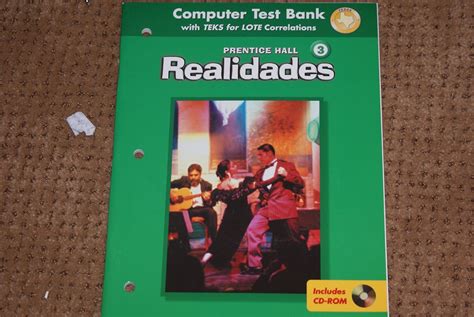 Computer Test Bank
with TEKS for LOTE Correlations
PRENTICE HALL
3
Realidades
Includes
CD-ROM